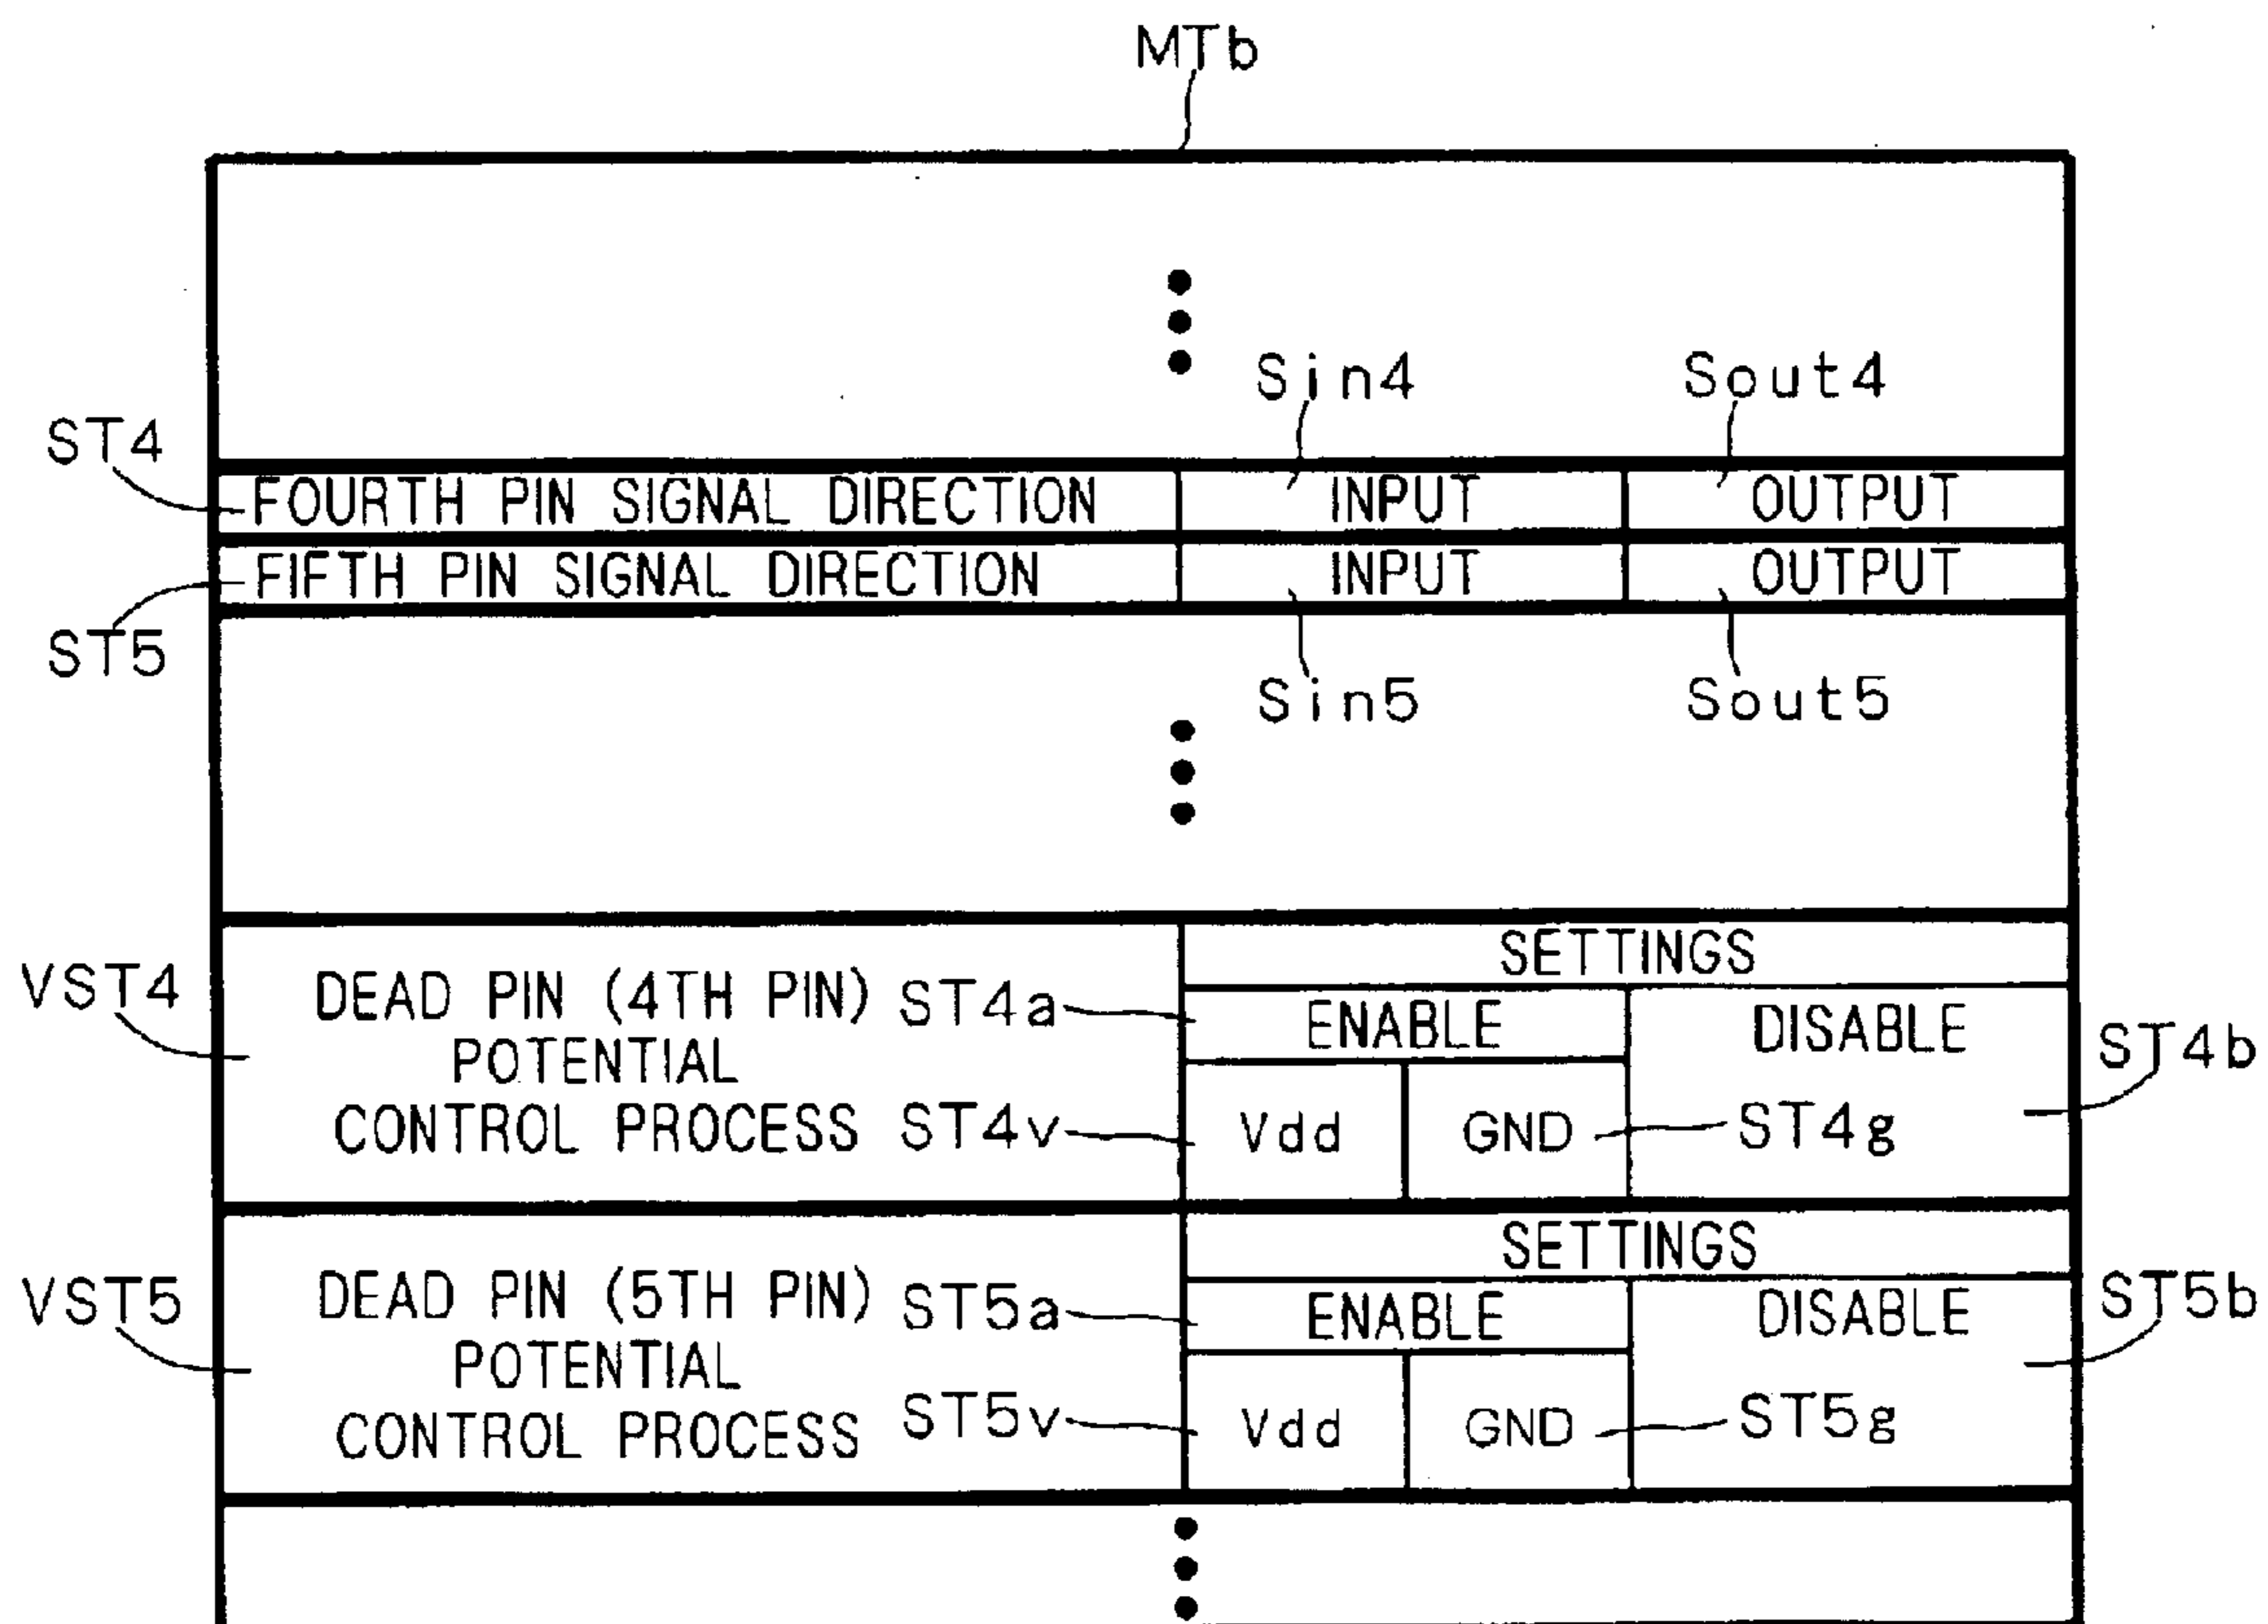 MTb
Sin4 Sout4
ST4
FOURTH PIN SIGNAL DIRECTION INPUT OUTPUT
FIFTH PIN SIGNAL DIRECTION INPUT OUTPUT
ST5
Sin5 Sout5
SETTINGS
VST4 DEAD PIN (4TH PIN) ST4a ENABLE DISABLE
POTENTIAL ST4b
CONTROL PROCESS ST4v Vdd GND ST4g
SETTINGS
VST5 DEAD PIN (5TH PIN) ST5a ENABLE DISABLE ST5b
POTENTIAL
CONTROL PROCESS ST5v Vdd GND ST5g